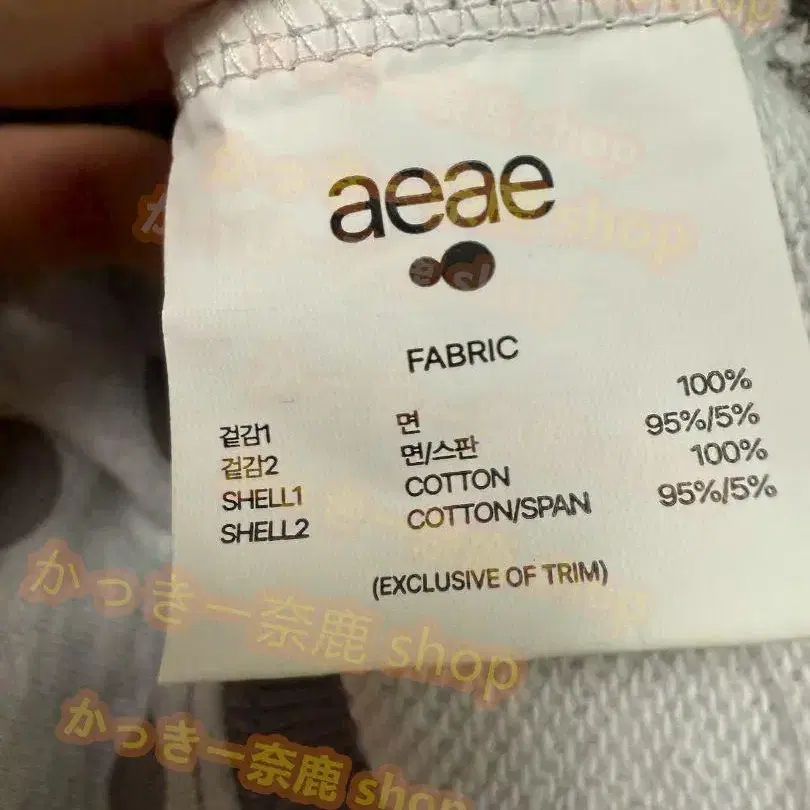 aeae
FABRIC
겉감1 면 100%
겉감2 면/스판 95%/5%
SHELL1 COTTON 100%
SHELL2 COTTON/SPAN 95%/5%
(EXCLUSIVE OF TRIM)
かっきー奈鹿 shop
かっきー奈鹿 shop